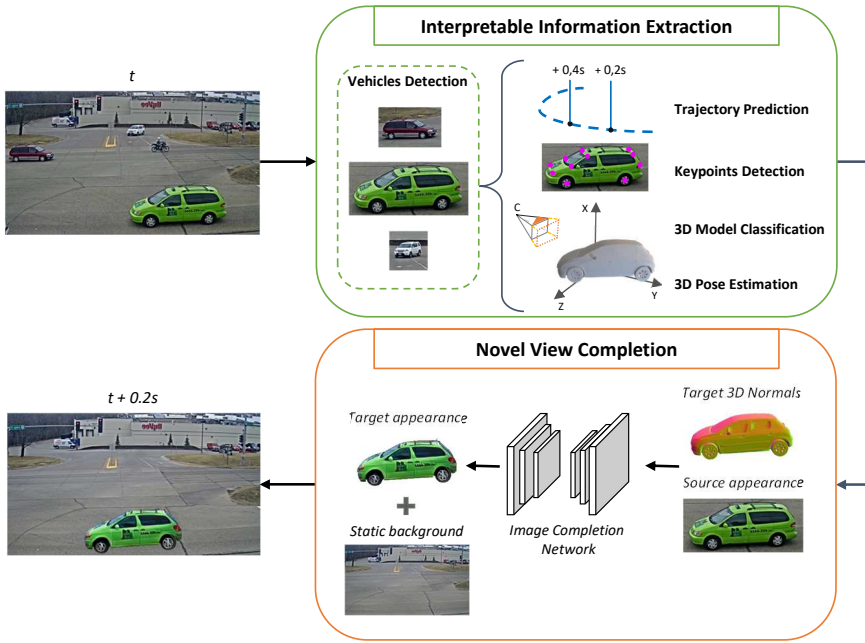 Interpretable Information Extraction
t
Vehicles Detection
+ 0,4s + 0,2s
Trajectory Prediction
Keypoints Detection
C
X
3D Model Classification
3D Pose Estimation
Z
Y
Novel View Completion
t + 0.2s
Target appearance
Target 3D Normals
+
Source appearance
Static background
Image Completion
Network